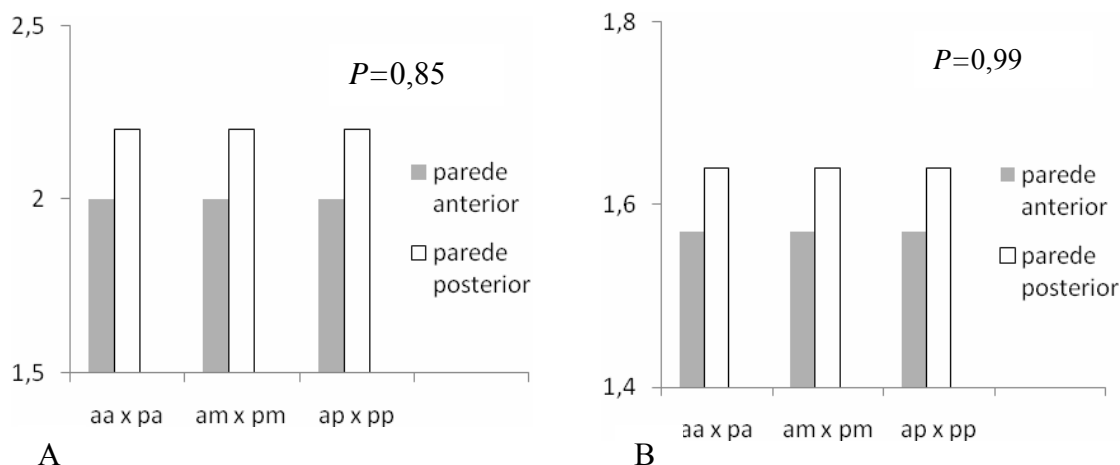 2,5
P=0,85
2
parede
anterior
parede
posterior
1,5
aa x pa
am x pm
ap x pp
A
1,8
P=0,99
1,6
parede
anterior
parede
posterior
1,4
aa x pa
am x pm
ap x pp
B